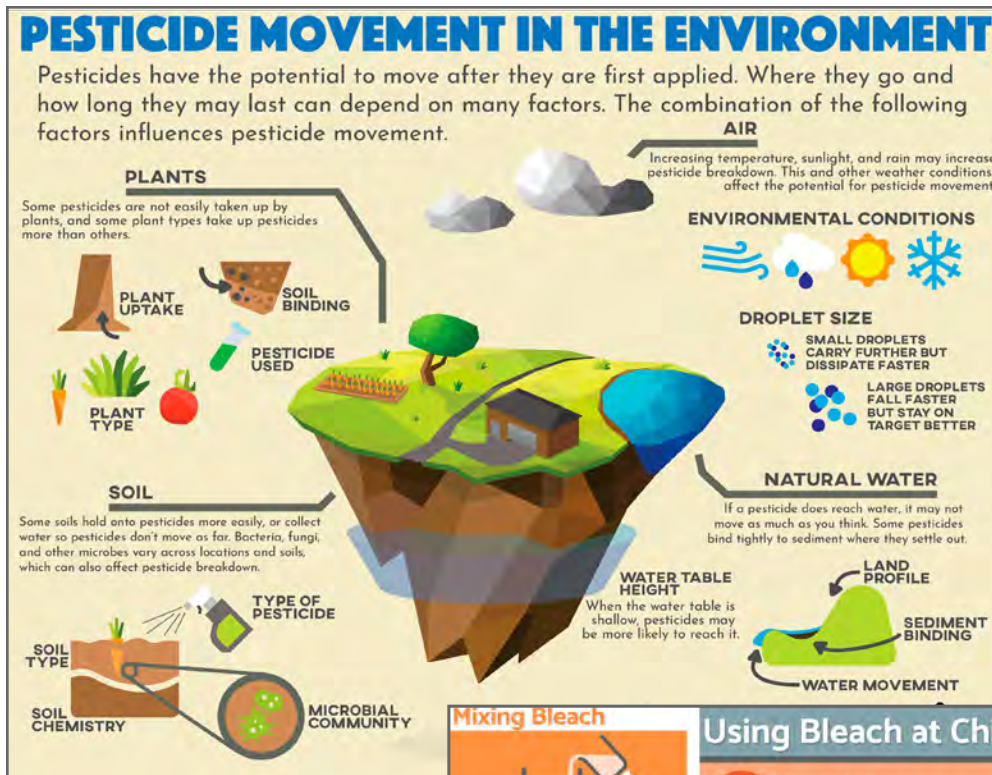 PESTICIDE MOVEMENT IN THE ENVIRONMENT
Pesticides have the potential to move after they are first applied. Where they go and
how long they may last can depend on many factors. The combination of the following
factors influences pesticide movement.
AIR
Increasing temperature, sunlight, and rain may increase
pesticide breakdown. This and other weather conditions
affect the potential for pesticide movement
PLANTS
Some pesticides are not easily taken up by
plants, and some plant types take up pesticides
more than others.
PLANT
UPTAKE
SOIL
BINDING
PESTICIDE
USED
PLANT
TYPE
ENVIRONMENTAL CONDITIONS
DROPLET SIZE
SMALL DROPLETS
CARRY FURTHER BUT
DISSIPATE FASTER
LARGE DROPLETS
FALL FASTER
BUT STAY ON
TARGET BETTER
SOIL
Some soils hold onto pesticides more easily, or collect
water so pesticides don't move as far. Bacteria, fungi,
and other microbes vary across locations and soils,
which can also affect pesticide breakdown.
TYPE OF
PESTICIDE
SOIL
TYPE
SOIL
CHEMISTRY
MICROBIAL
COMMUNITY
NATURAL WATER
If a pesticide does reach water, it may not
move as much as you think. Some pesticides
bind tightly to sediment where they settle out.
WATER TABLE
HEIGHT
When the water table is
shallow, pesticides may
be more likely to reach it.
LAND
PROFILE
SEDIMENT
BINDING
WATER MOVEMENT
Mixing Bleach
Using Bleach at Chi